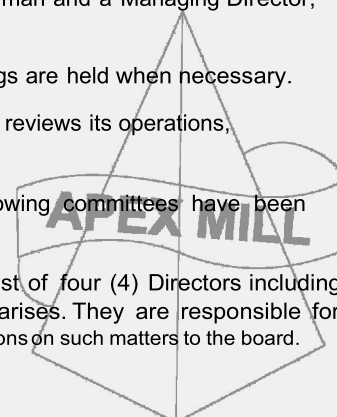 man and a Managing Director,
gs are held when necessary.
reviews its operations,
owing committees have been
APEX MILL
st of four (4) Directors including
arises. They are responsible for
ons on such matters to the board.